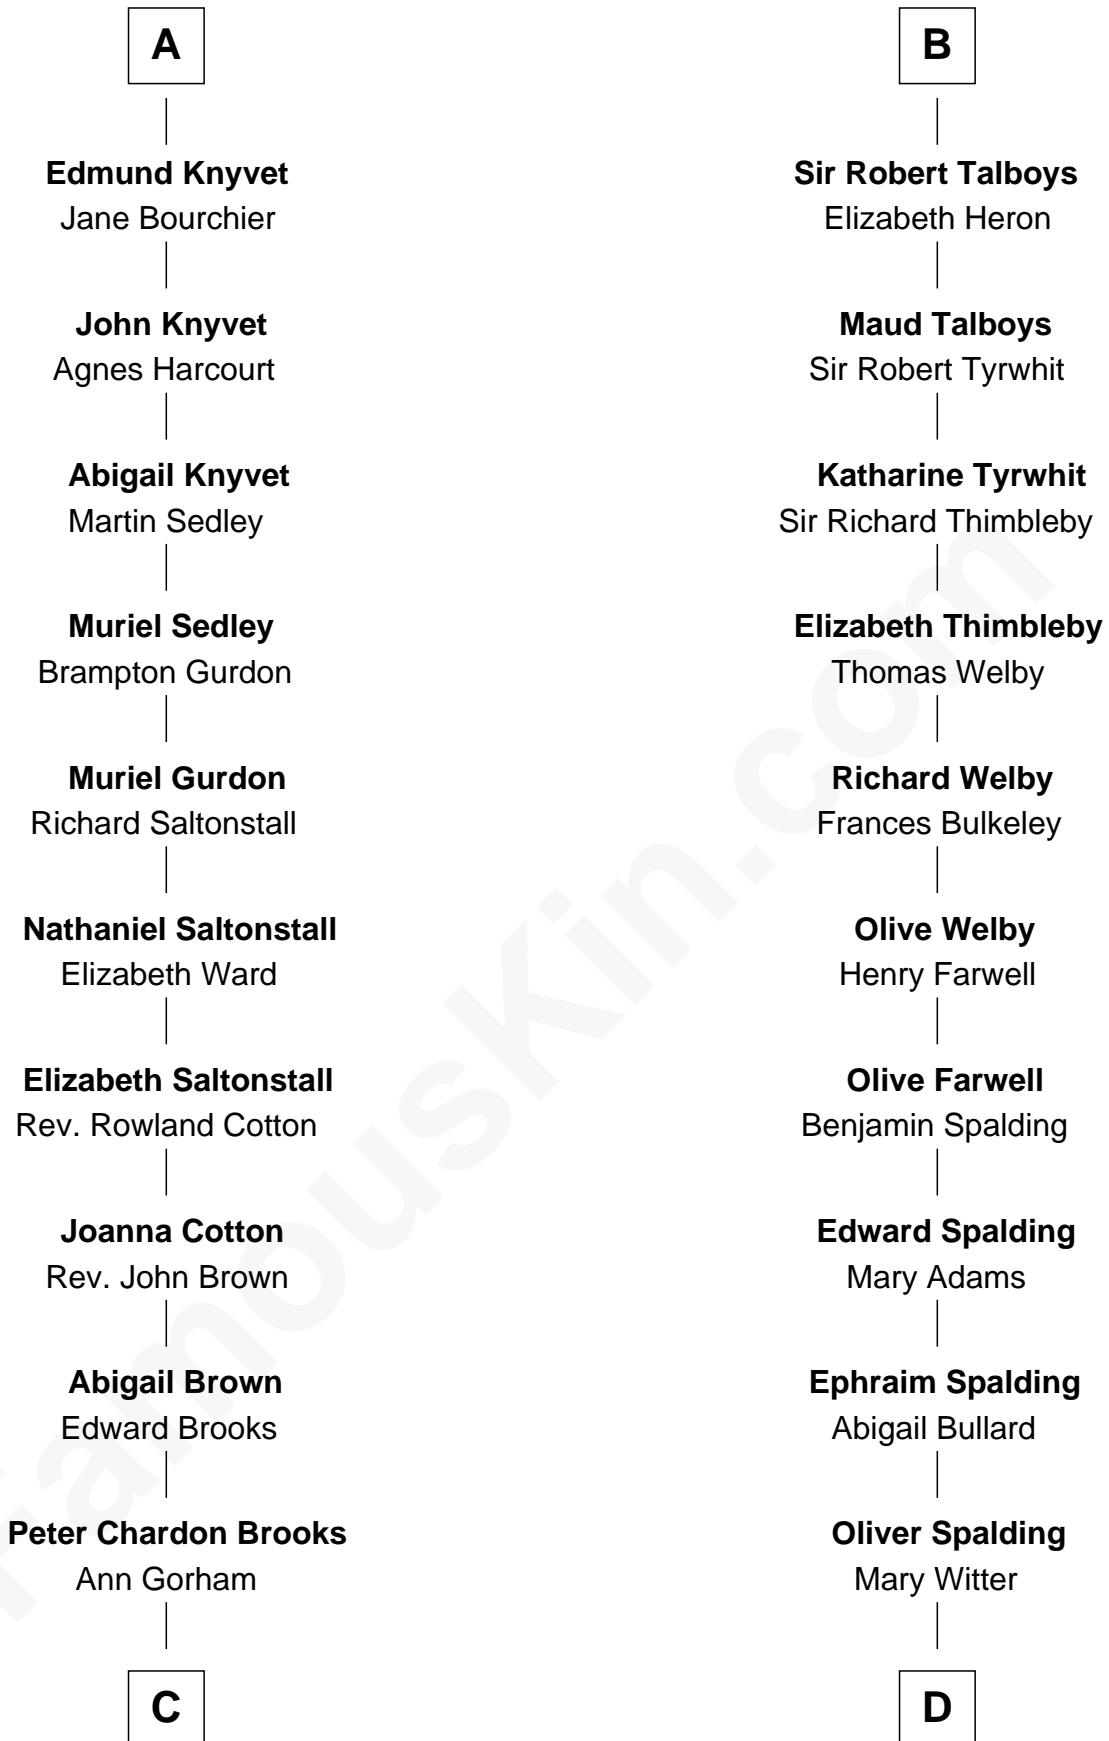 A
Edmund Knyvet
Jane Bourchier
John Knyvet
Agnes Harcourt
Abigail Knyvet
Martin Sedley
Muriel Sedley
Brampton Gurdon
Muriel Gurdon
Richard Saltonstall
Nathaniel Saltonstall
Elizabeth Ward
Elizabeth Saltonstall
Rev. Rowland Cotton
Joanna Cotton
Rev. John Brown
Abigail Brown
Edward Brooks
Peter Chardon Brooks
Ann Gorham
C
B
Sir Robert Talboys
Elizabeth Heron
Maud Talboys
Sir Robert Tyrwhit
Katharine Tyrwhit
Sir Richard Thimbleby
Elizabeth Thimbleby
Thomas Welby
Richard Welby
Frances Bulkeley
Olive Welby
Henry Farwell
Olive Farwell
Benjamin Spalding
Edward Spalding
Mary Adams
Ephraim Spalding
Abigail Bullard
Oliver Spalding
Mary Witter
D
FamousKin.com